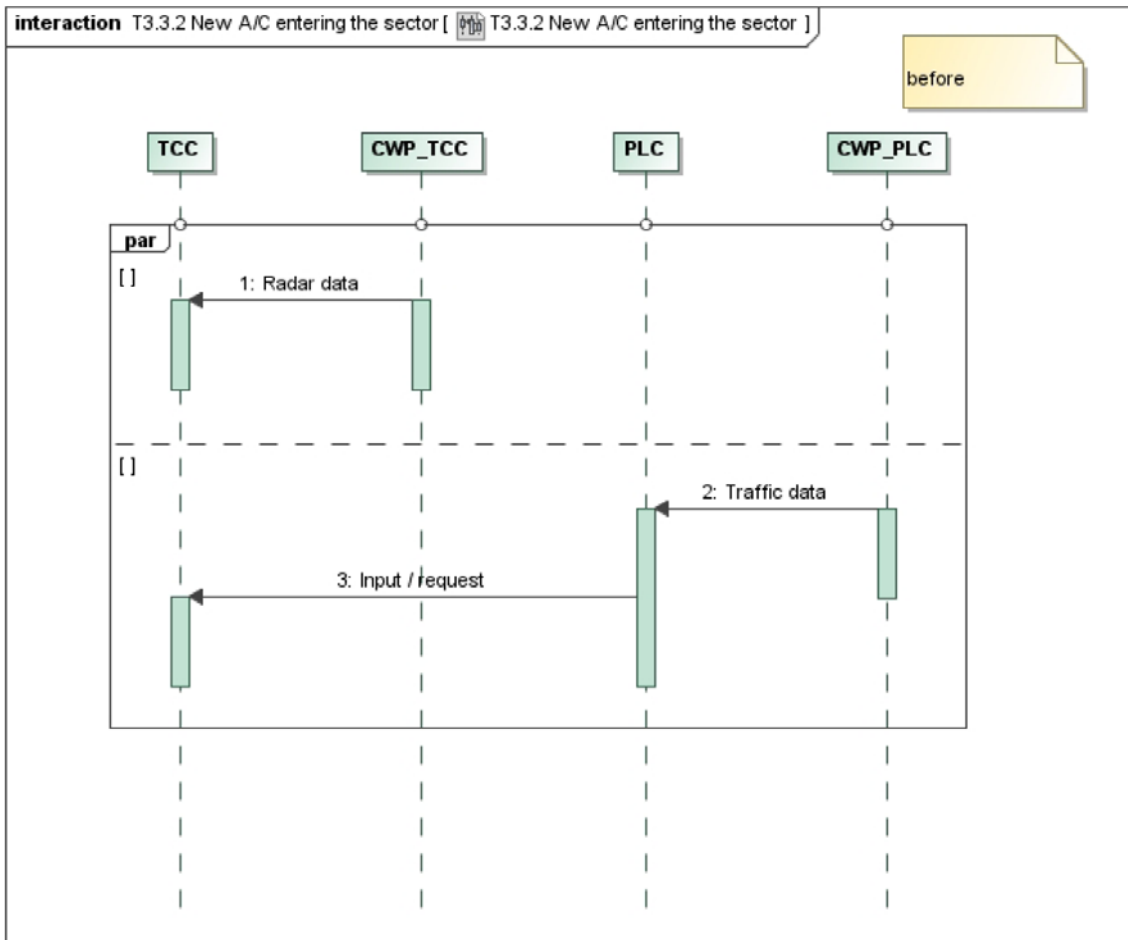 interaction T3.3.2 New A/C entering the sector [ T3.3.2 New A/C entering the sector ]
before
TCC
CWP_TCC
PLC
CWP_PLC
par
[ ]
1: Radar data
[ ]
2: Traffic data
3: Input / request